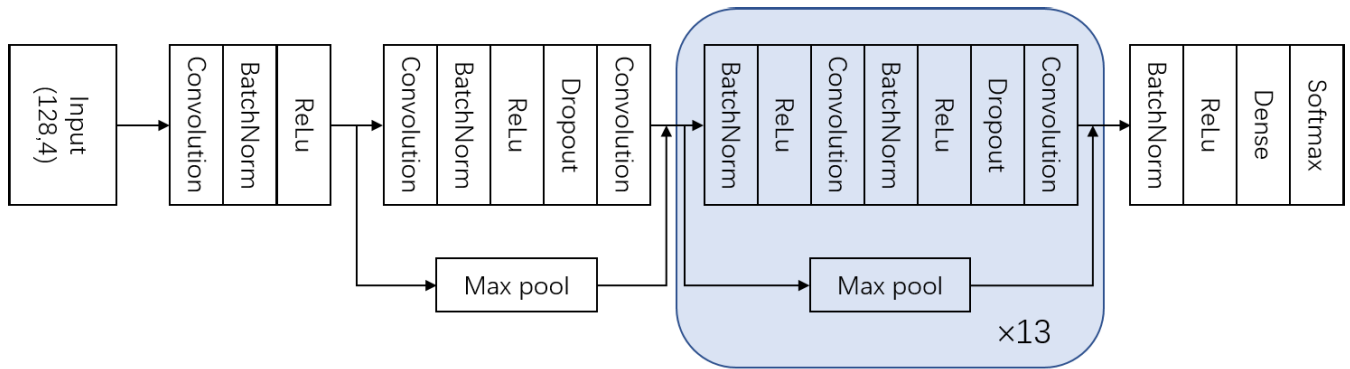 Input
(128,4)
Convolution
BatchNorm
ReLu
Convolution
BatchNorm
ReLu
Dropout
Convolution
Max pool
BatchNorm
ReLu
Convolution
BatchNorm
ReLu
Dropout
Convolution
Max pool
×13
BatchNorm
ReLu
Dense
Softmax